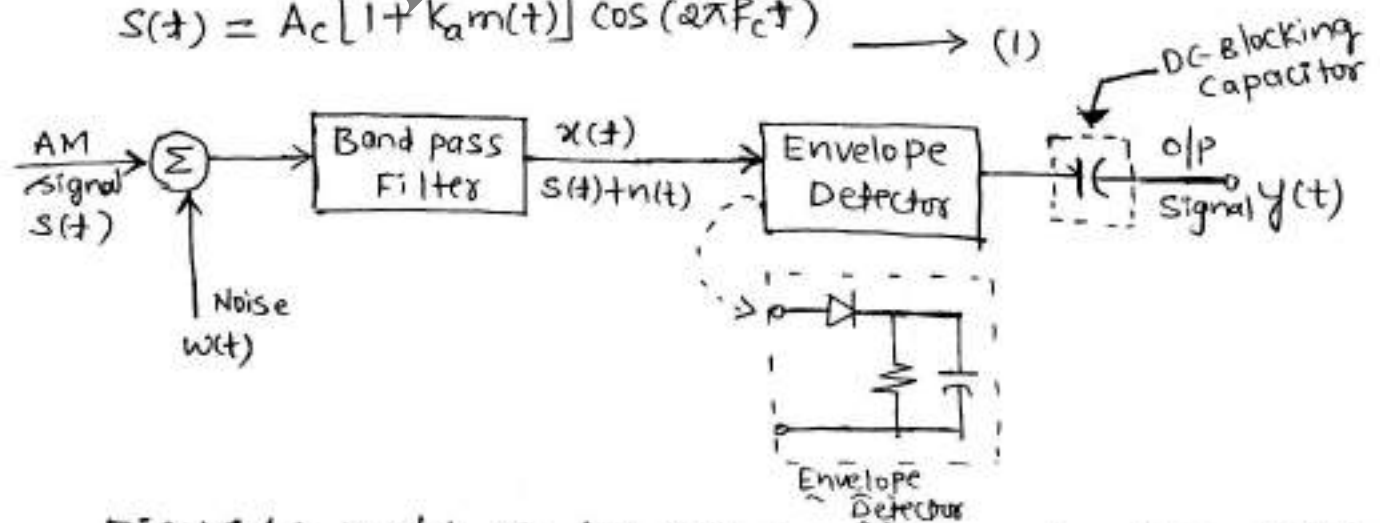 S(t) = Ac[1+ Kam(t)] cos (2πFct) ⟶ (1)
DC-Blocking
Capacitor
AM
signal
S(t)
Σ
Noise
W(t)
Band pass
Filter
x(t)
S(t)+n(t)
Envelope
Detector
O/P
Signal y(t)
Envelope
Detector